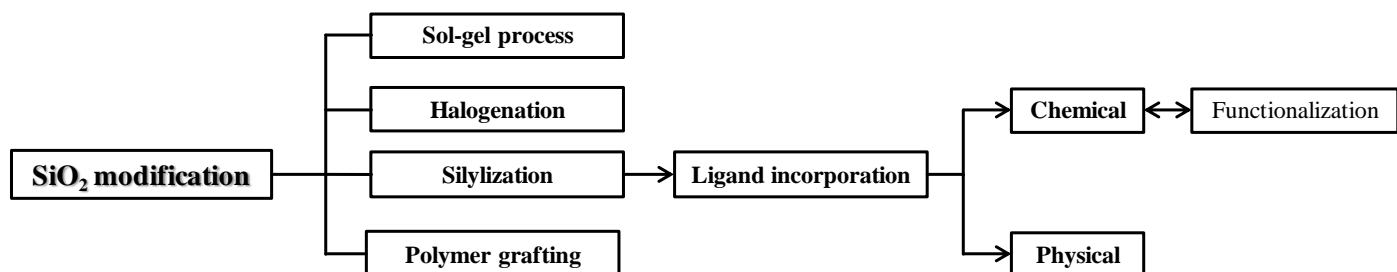 Sol-gel process
Halogenation
Chemical
Functionalization
SiO₂ modification
Silylization
Ligand incorporation
Polymer grafting
Physical